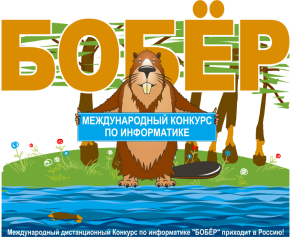 БОБЁР
МЕЖДУНАРОДНЫЙ КОНКУРС
ПО ИНФОРМАТИКЕ
Международный дистанционный Конкурс по информатике "БОБЁР" приходит в Россию!